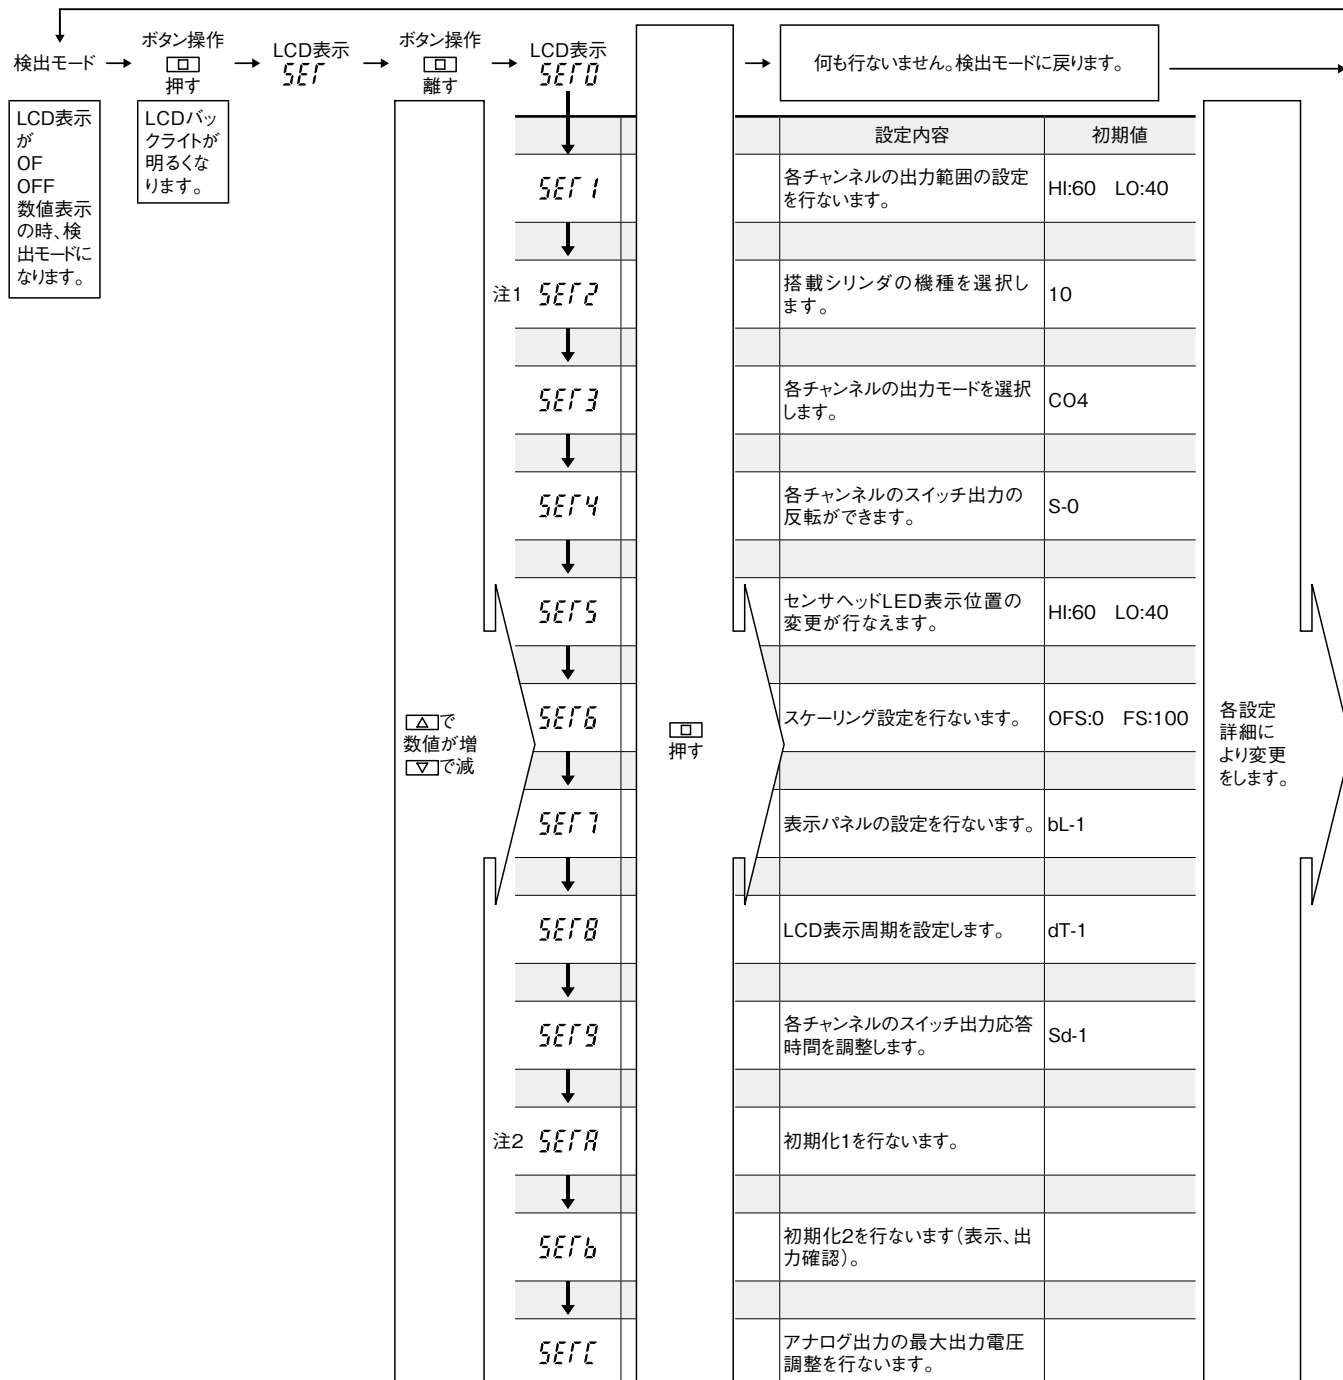 検出モード
ボタン操作
押す
LCD表示
SET
ボタン操作
離す
LCD表示
SET0
何も行ないません。検出モードに戻ります。
LCD表示
が
OF
OFF
数値表示
の時、検
出モードに
なります。
LCDバッ
クライトが
明るくな
ります。
設定内容
初期値
SET1
各チャンネルの出力範囲の設定
を行ないます。
HI:60 LO:40
注1 SET2
搭載シリンダの機種を選択し
ます。
10
SET3
各チャンネルの出力モードを選択
します。
CO4
SET4
各チャンネルのスイッチ出力の
反転ができます。
S-0
SET5
センサヘッドLED表示位置の
変更が行なえます。
HI:60 LO:40
△で
数値が増
▽で減
SET6
押す
スケーリング設定を行ないます。
OFS:0 FS:100
各設定
詳細に
より変更
をします。
SET7
表示パネルの設定を行ないます。
bL-1
SET8
LCD表示周期を設定します。
dT-1
SET9
各チャンネルのスイッチ出力応答
時間を調整します。
Sd-1
注2 SETA
初期化1を行ないます。
SETb
初期化2を行ないます(表示、出
力確認)。
SETC
アナログ出力の最大出力電圧
調整を行ないます。